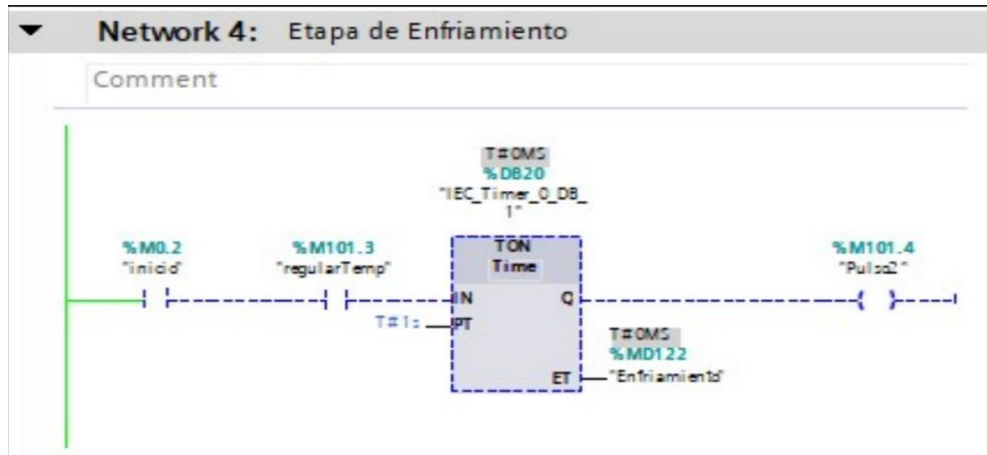 Network 4: Etapa de Enfriamiento
Comment
T#0MS
%DB20
"IEC_Timer_0_DB_
1"
%M0.2
"inicio"
%M101.3
"regularTemp"
TON
Time
%M101.4
"Pulso2"
IN
Q
T#1s
PT
T#0MS
%MD122
ET
"Enfriamiento"